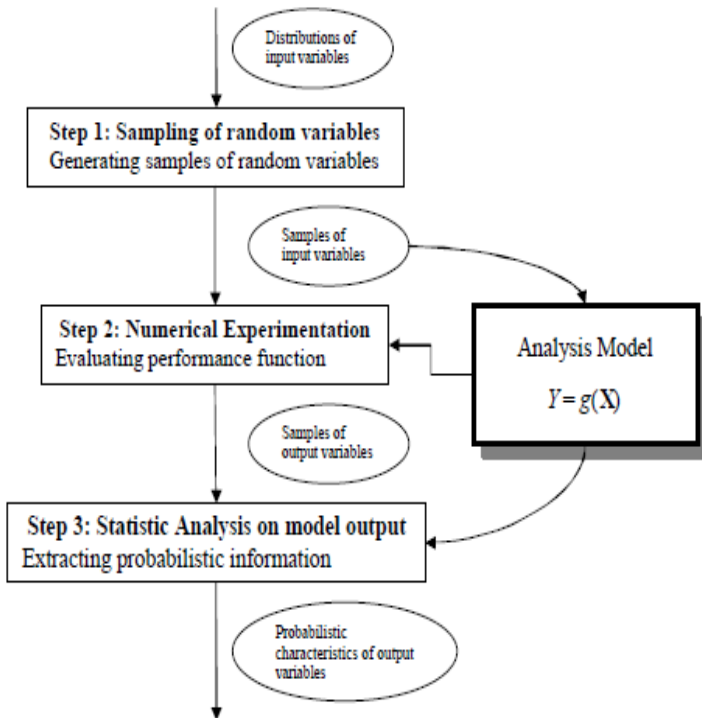 Distributions of
input variables
Step 1: Sampling of random variables
Generating samples of random variables
Samples of
input variables
Step 2: Numerical Experimentation
Evaluating performance function
Analysis Model
Y = g(X)
Samples of
output variables
Step 3: Statistic Analysis on model output
Extracting probabilistic information
Probabilistic
characteristics of output
variables